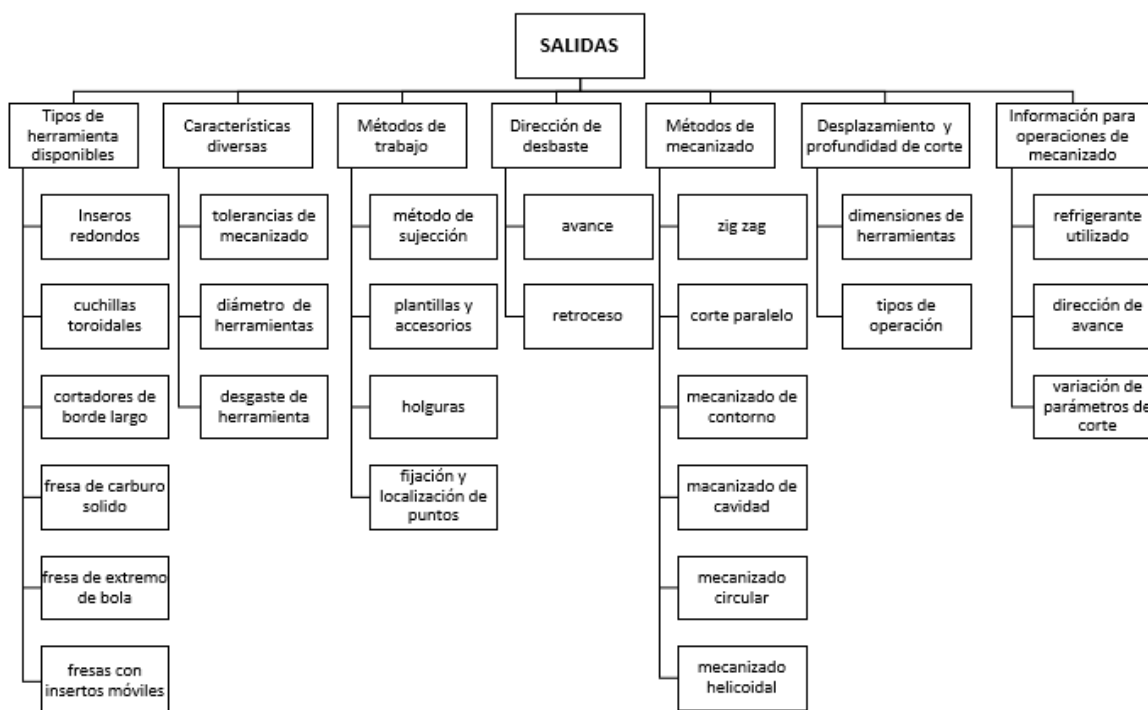 SALIDAS
Tipos de
herramienta
disponibles
Inseros
redondos
cuchillas
toroidales
cortadores de
borde largo
fresa de carburo
solido
fresa de extremo
de bola
fresas con
insertos móviles
Características
diversas
tolerancias de
mecanizado
diámetro de
herramientas
desgaste de
herramienta
Métodos de
trabajo
método de
sujección
plantillas y
accesorios
holguras
fijación y
localización de
puntos
Dirección de
desbaste
avance
retroceso
Métodos de
mecanizado
zig zag
corte paralelo
mecanizado de
contorno
macanizado de
cavidad
mecanizado
circular
mecanizado
helicoidal
Desplazamiento y
profundidad de corte
dimensiones de
herramientas
tipos de
operación
Información para
operaciones de
mecanizado
refrigerante
utilizado
dirección de
avance
variación de
parámetros de
corte